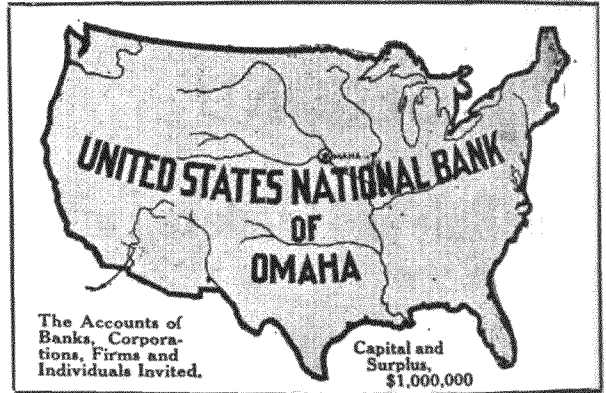 OMAHA
UNITED STATES NATIONAL BANK
OF
OMAHA
The Accounts of
Banks, Corpora-
tions, Firms and
Individuals Invited.
Capital and
Surplus,
$1,000,000